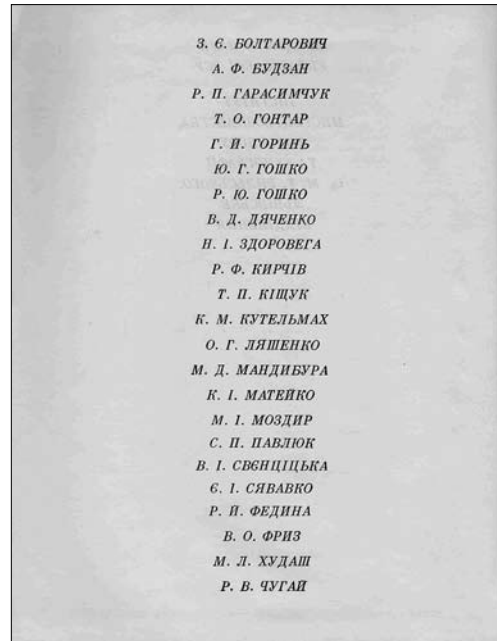 З. Є. БОЛТАРОВИЧ
А. Ф. БУДЗАН
Р. П. ГАРАСИМЧУК
Т. О. ГОНТАР
Г. Й. ГОРИНЬ
Ю. Г. ГОШКО
Р. Ю. ГОШКО
В. Д. ДЯЧЕНКО
Н. І. ЗДОРОВЕГА
Р. Ф. КИРЧІВ
Т. П. КІЩУК
К. М. КУТЕЛЬМАХ
О. Г. ЛЯШЕНКО
М. Д. МАНДИБУРА
К. І. МАТЕЙКО
М. І. МОЗДИР
С. П. ПАВЛЮК
В. І. СВЄНЦІЦЬКА
Є. І. СЯВАВКО
Р. Й. ФЕДИНА
В. О. ФРИЗ
М. Л. ХУДАШ
Р. В. ЧУГАЙ